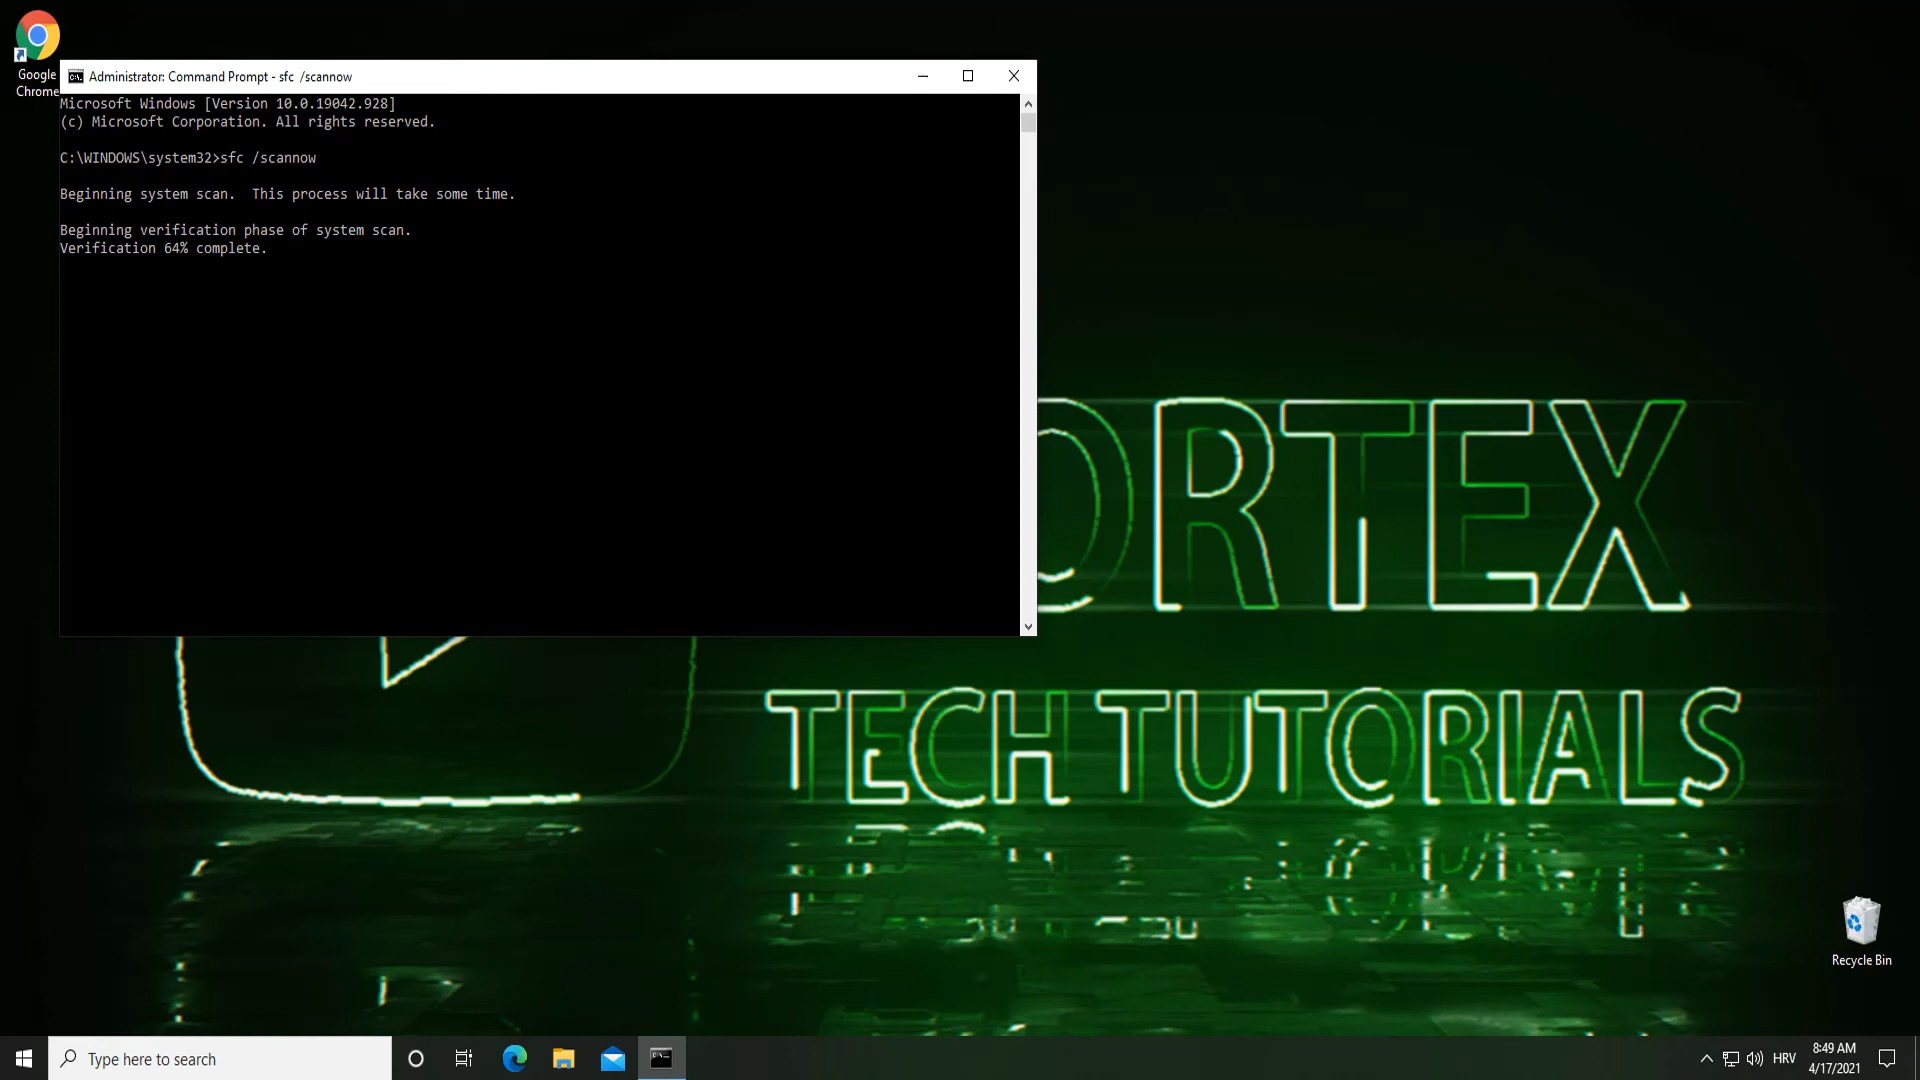 Google
Chrome
Administrator: Command Prompt - sfc  /scannow
Microsoft Windows [Version 10.0.19042.928]
(c) Microsoft Corporation. All rights reserved.
C:\WINDOWS\system32>sfc /scannow
Beginning system scan.  This process will take some time.
Beginning verification phase of system scan.
Verification 64% complete.
ORTEX
TECH TUTORIALS
Recycle Bin
Type here to search
HRV
8:49 AM
4/17/2021